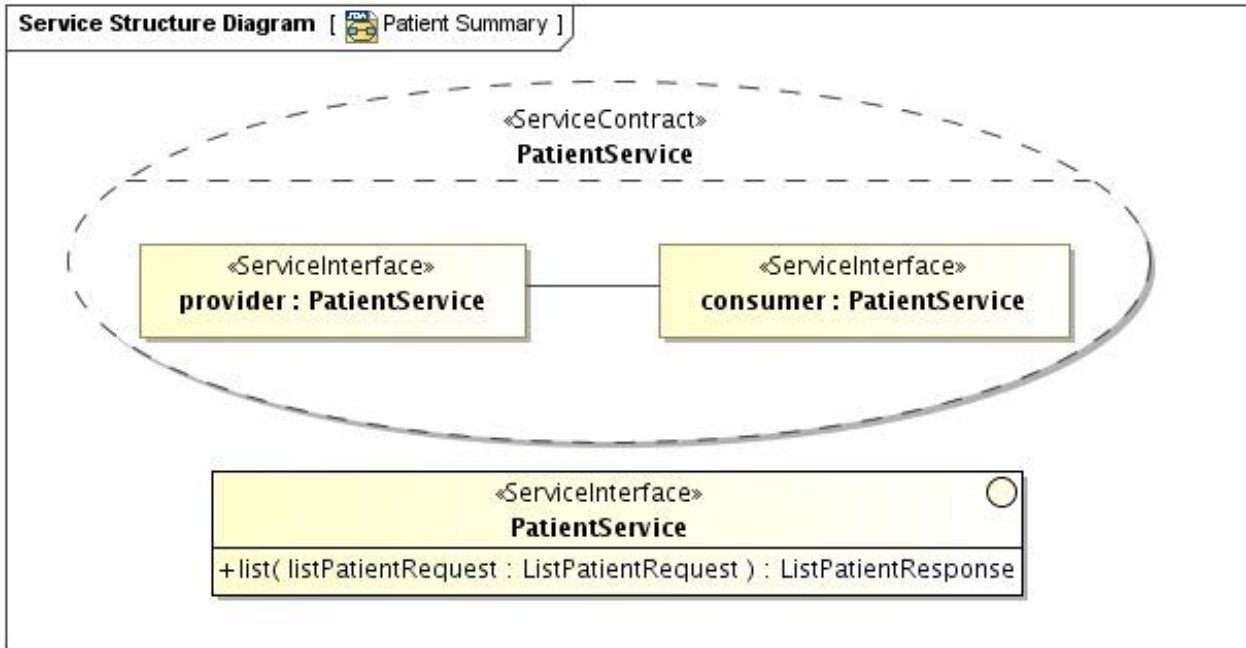 Service Structure Diagram [ Patient Summary ]
«ServiceContract»
PatientService
«ServiceInterface»
provider : PatientService
«ServiceInterface»
consumer : PatientService
«ServiceInterface»
PatientService
+list( listPatientRequest : ListPatientRequest ) : ListPatientResponse